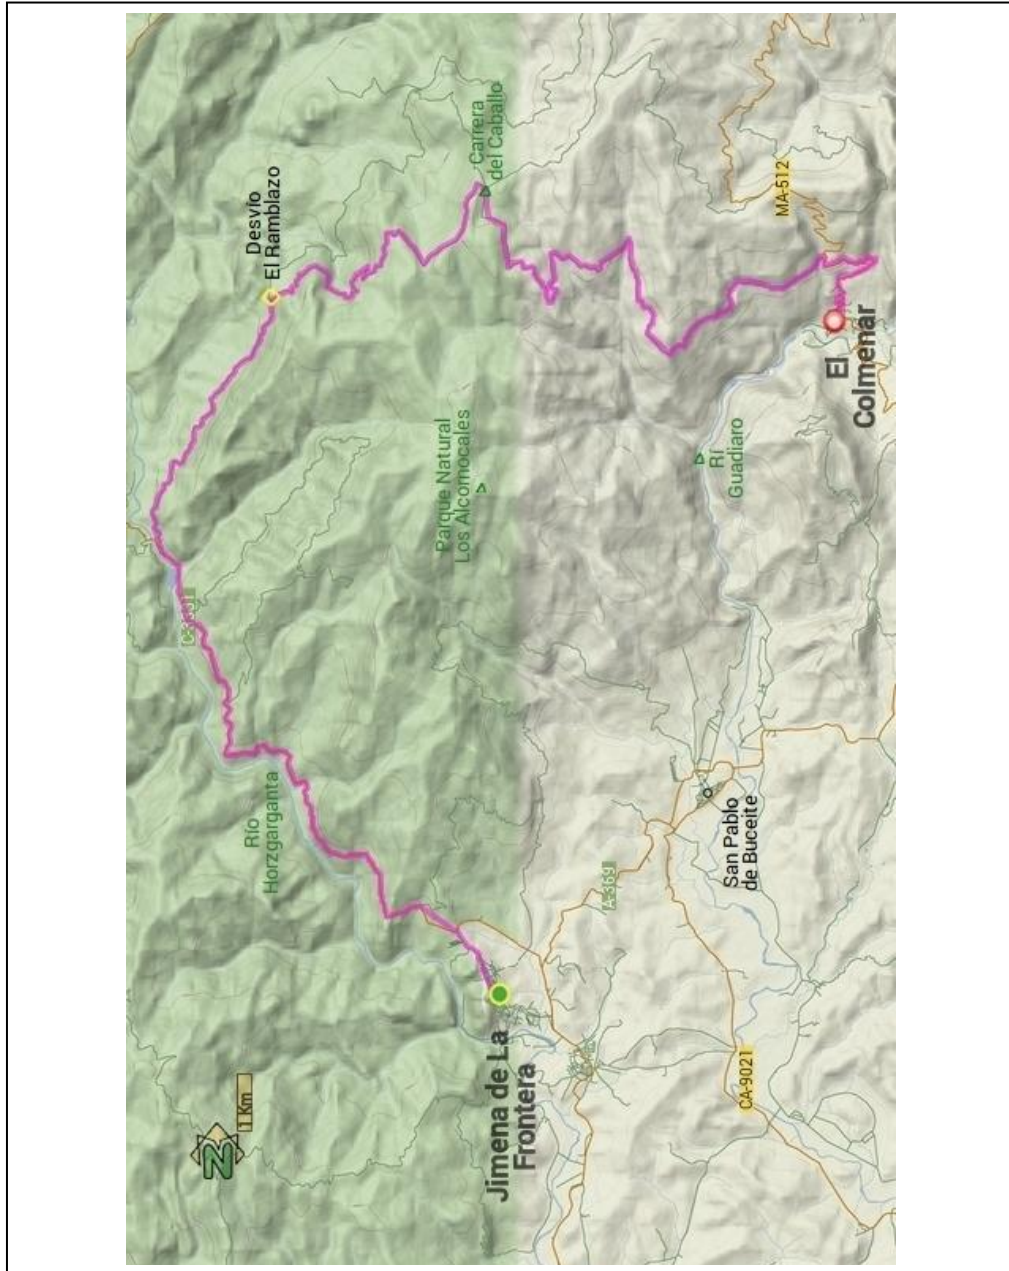 N
1 Km
Río
Horzgarganta
Desvío
El Ramblazo
Parque Natural
Los Alcornocales
Carrera
del Caballo
Jimena de La
Frontera
A-369
Rí
Guadiaro
San Pablo
de Buceite
CA-9021
MA-512
El
Colmenar